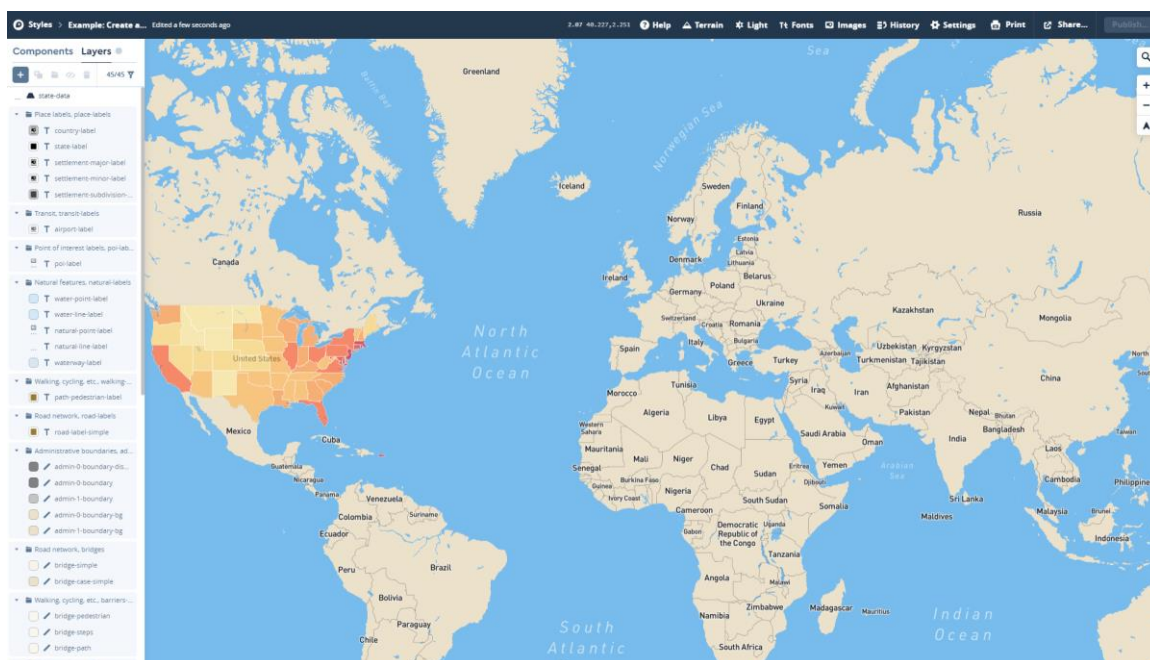 Styles > Example: Create a... Edited a few seconds ago
2.07 40.227,2.251 Help Terrain Light Fonts Images History Settings Print Share... Publish...
Components Layers
45/45
state-data
Place labels, place-labels
country-label
state-label
settlement-major-label
settlement-minor-label
settlement-subdivision-...
Transit, transit-labels
airport-label
Point of interest labels, poi-lab...
poi-label
Natural features, natural-labels
water-point-label
water-line-label
natural-point-label
natural-line-label
waterway-label
Walking, cycling, etc., walking-...
path-pedestrian-label
Road network, road-labels
road-label-simple
Administrative boundaries, ad...
admin-0-boundary-dis...
admin-0-boundary
admin-1-boundary
admin-0-boundary-bg
admin-1-boundary-bg
Road network, bridges
bridge-simple
bridge-case-simple
Walking, cycling, etc., barriers-...
bridge-pedestrian
bridge-steps
bridge-path
Sea
Greenland
Baffin Bay
Norwegian Sea
Iceland
Sweden
Finland
Norway
Russia
Estonia
Latvia
Lithuania
Denmark
Canada
Ireland
Belarus
Poland
Germany
Ukraine
Kazakhstan
Mongolia
Switzerland
Croatia
Romania
Bulgaria
Italy
North
Atlantic
Ocean
United States
Spain
Greece
Turkey
Azerbaijan
Uzbekistan
Kyrgyzstan
Turkmenistan
Tajikistan
North
China
Tunisia
Syria
Iraq
Iran
Afghanistan
Morocco
Algeria
Libya
Egypt
Kuwait
Pakistan
Nepal
Bhutan
Bangladesh
Taiwan
Western
Sahara
Saudi Arabia
Oman
India
Mexico
Cuba
Mauritania
Mali
Niger
Chad
Sudan
Eritrea
Yemen
Arabian
Sea
Laos
Guatemala
Nicaragua
Panama
Senegal
Guinea
Burkina Faso
Ivory Coast
Nigeria
Djibouti
Cambodia
Philippine
Venezuela
Suriname
Colombia
Cameroon
South Sudan
Somalia
Sri Lanka
Maldives
Malaysia
Brunei
Ecuador
Gabon
Democratic
Republic of
the Congo
Uganda
Indonesia
Tanzania
Peru
Brazil
Angola
Malawi
Bolivia
Zimbabwe
Namibia
Madagascar
Mauritius
Indian
Ocean
Paraguay
Chile
South
Atlantic
South Africa